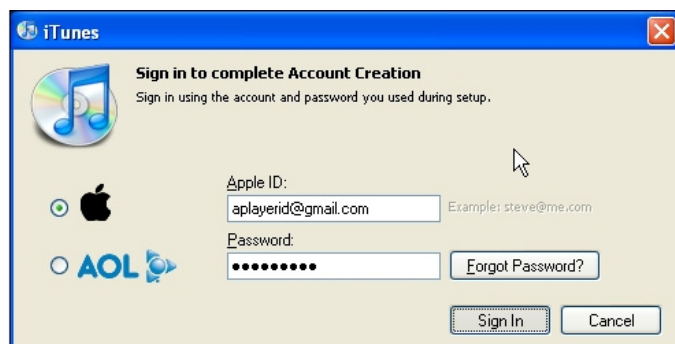 iTunes
Sign in to complete Account Creation
Sign in using the account and password you used during setup.
Apple ID:
aplayerid@gmail.com Example: steve@me.com
Password:
AOL ●●●●●●●●● Forgot Password?
Sign In Cancel